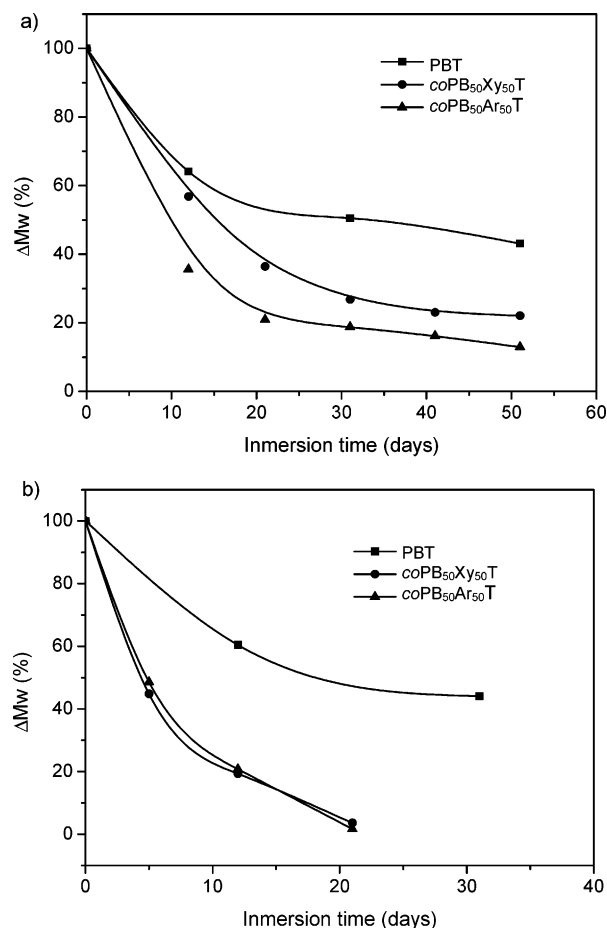 a)
100
80
60
40
20
0
ΔMw (%)
PBT
coPB₅₀Xy₅₀T
coPB₅₀Ar₅₀T
0 10 20 30 40 50 60
Inmersion time (days)
b)
100
80
60
40
20
0
ΔMw (%)
PBT
coPB₅₀Xy₅₀T
coPB₅₀Ar₅₀T
0 10 20 30 40
Inmersion time (days)